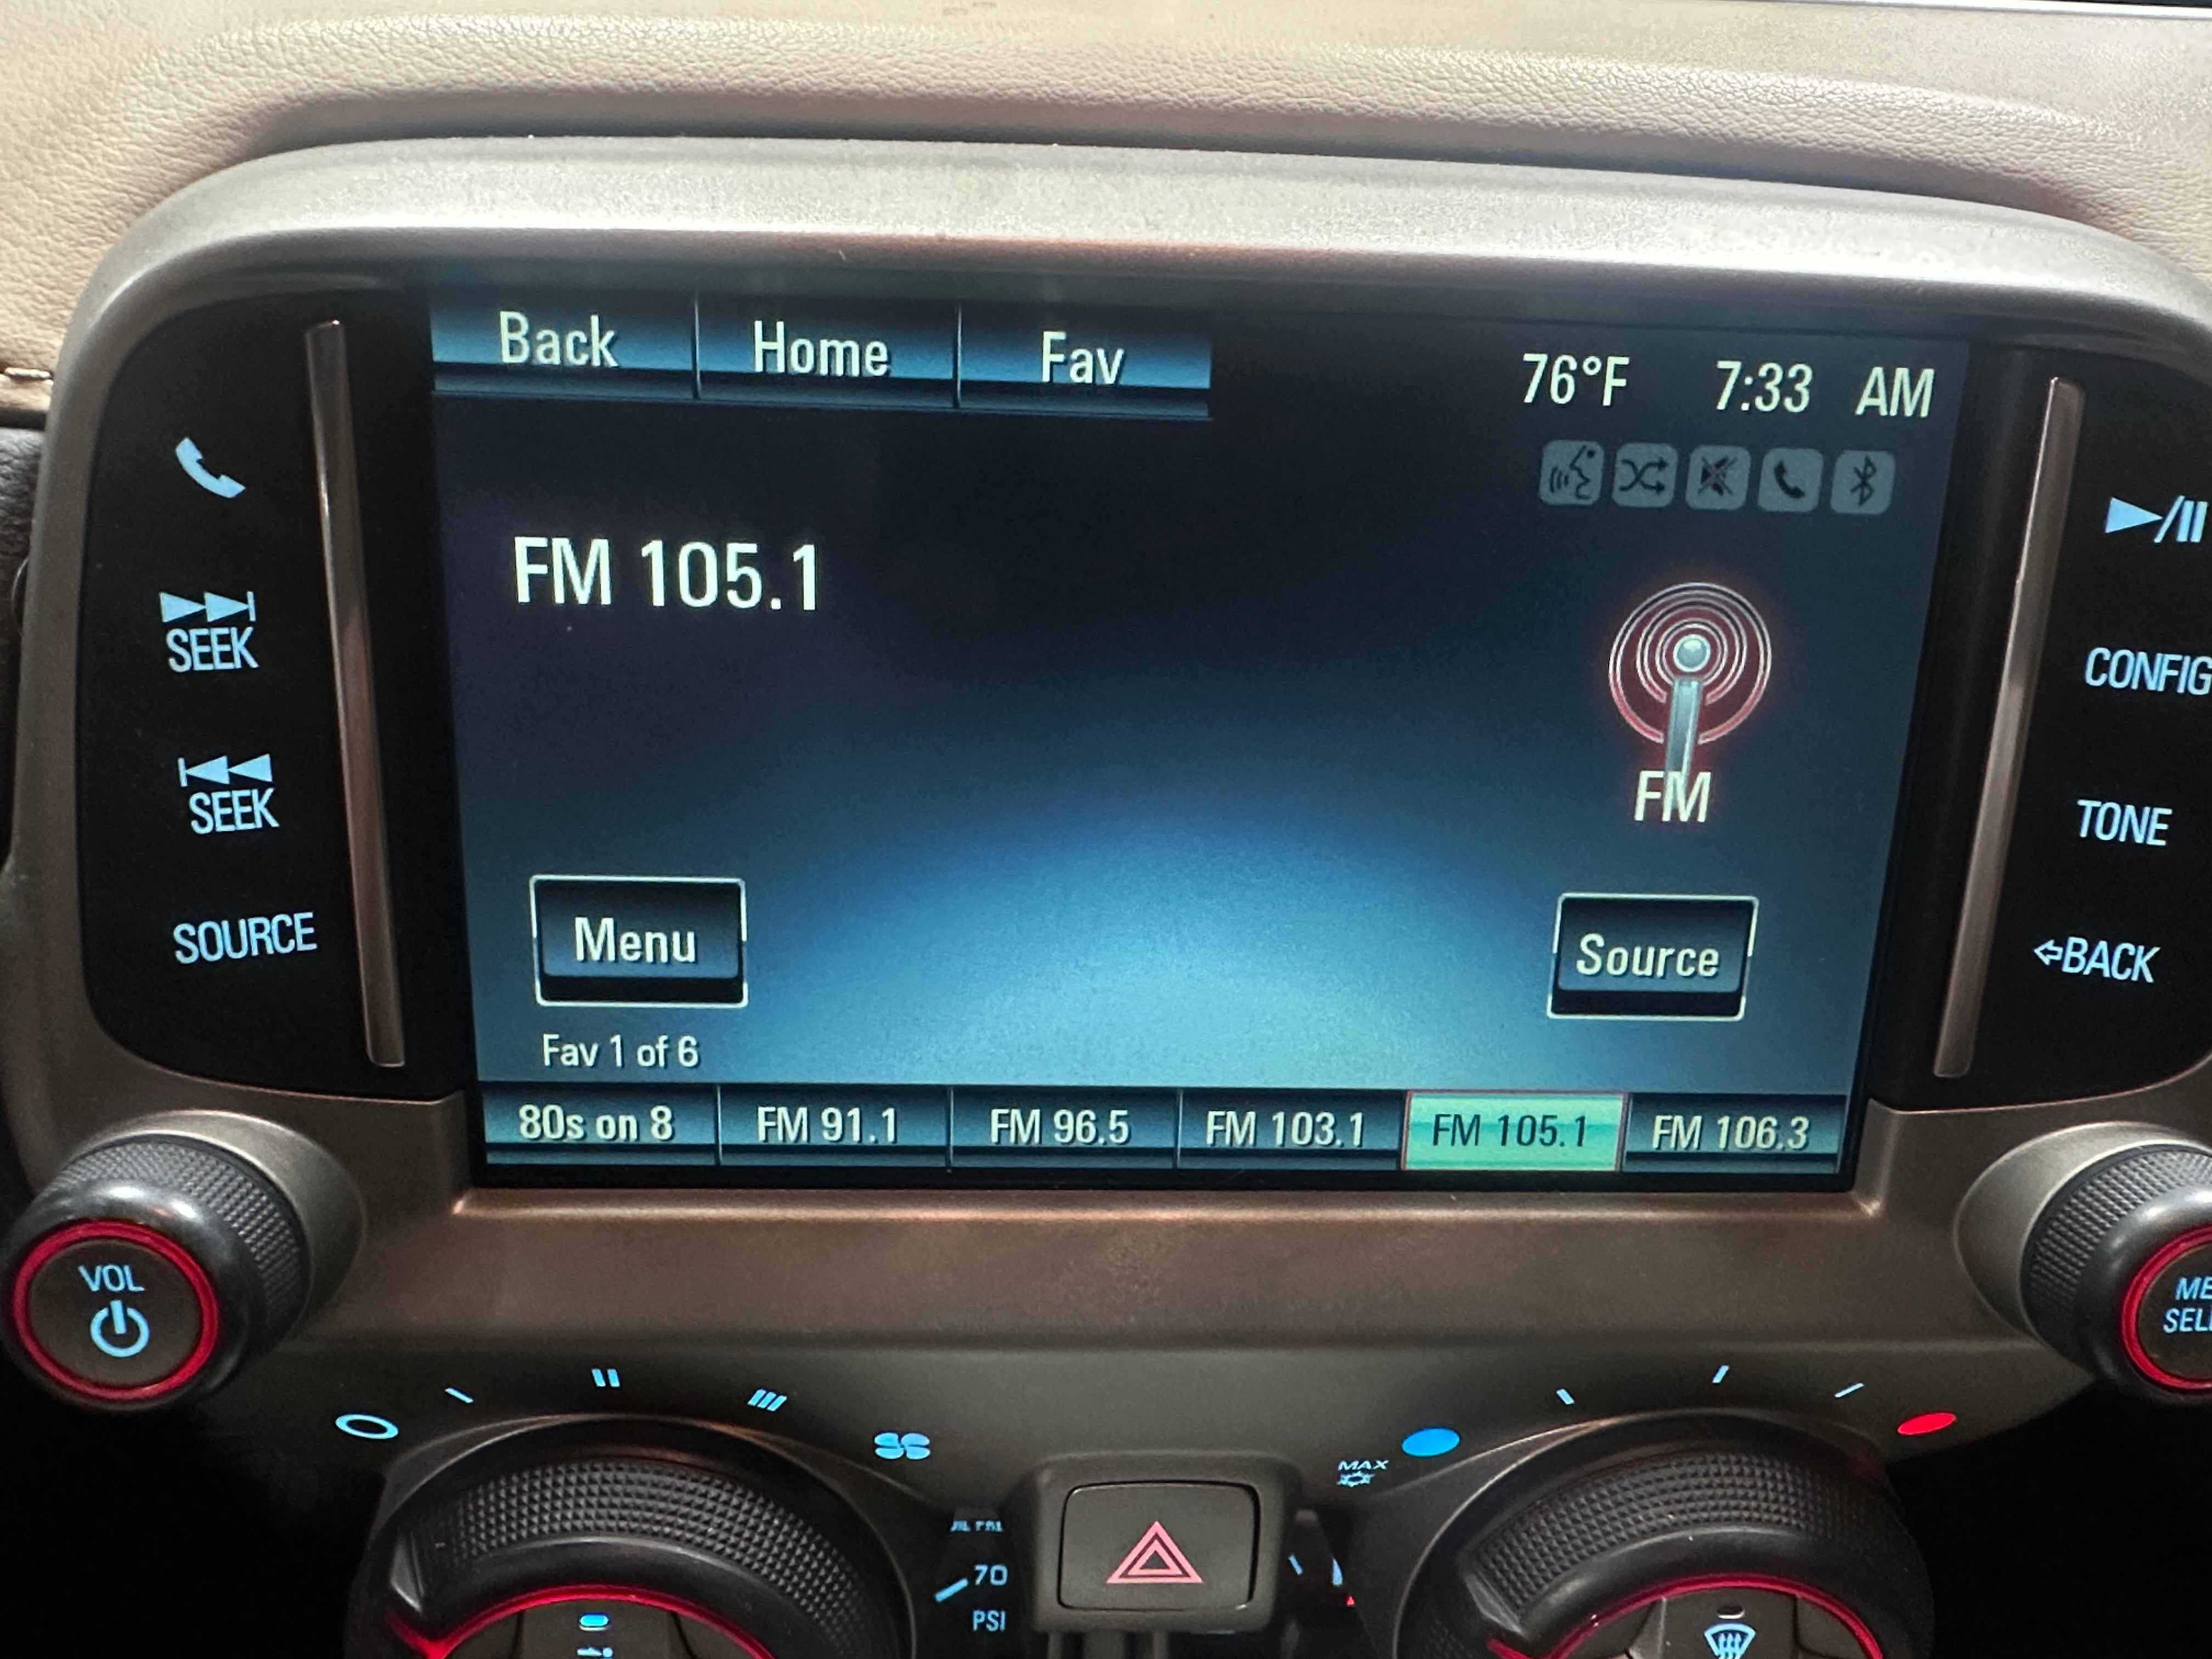 Back Home Fav
76°F 7:33 AM
FM 105.1
SEEK
SEEK
SOURCE
FM
Menu
Source
Fav 1 of 6
80s on 8 FM 91.1 FM 96.5 FM 103.1 FM 105.1 FM 106.3
CONFIG
TONE
BACK
VOL
MAX
70
PSI